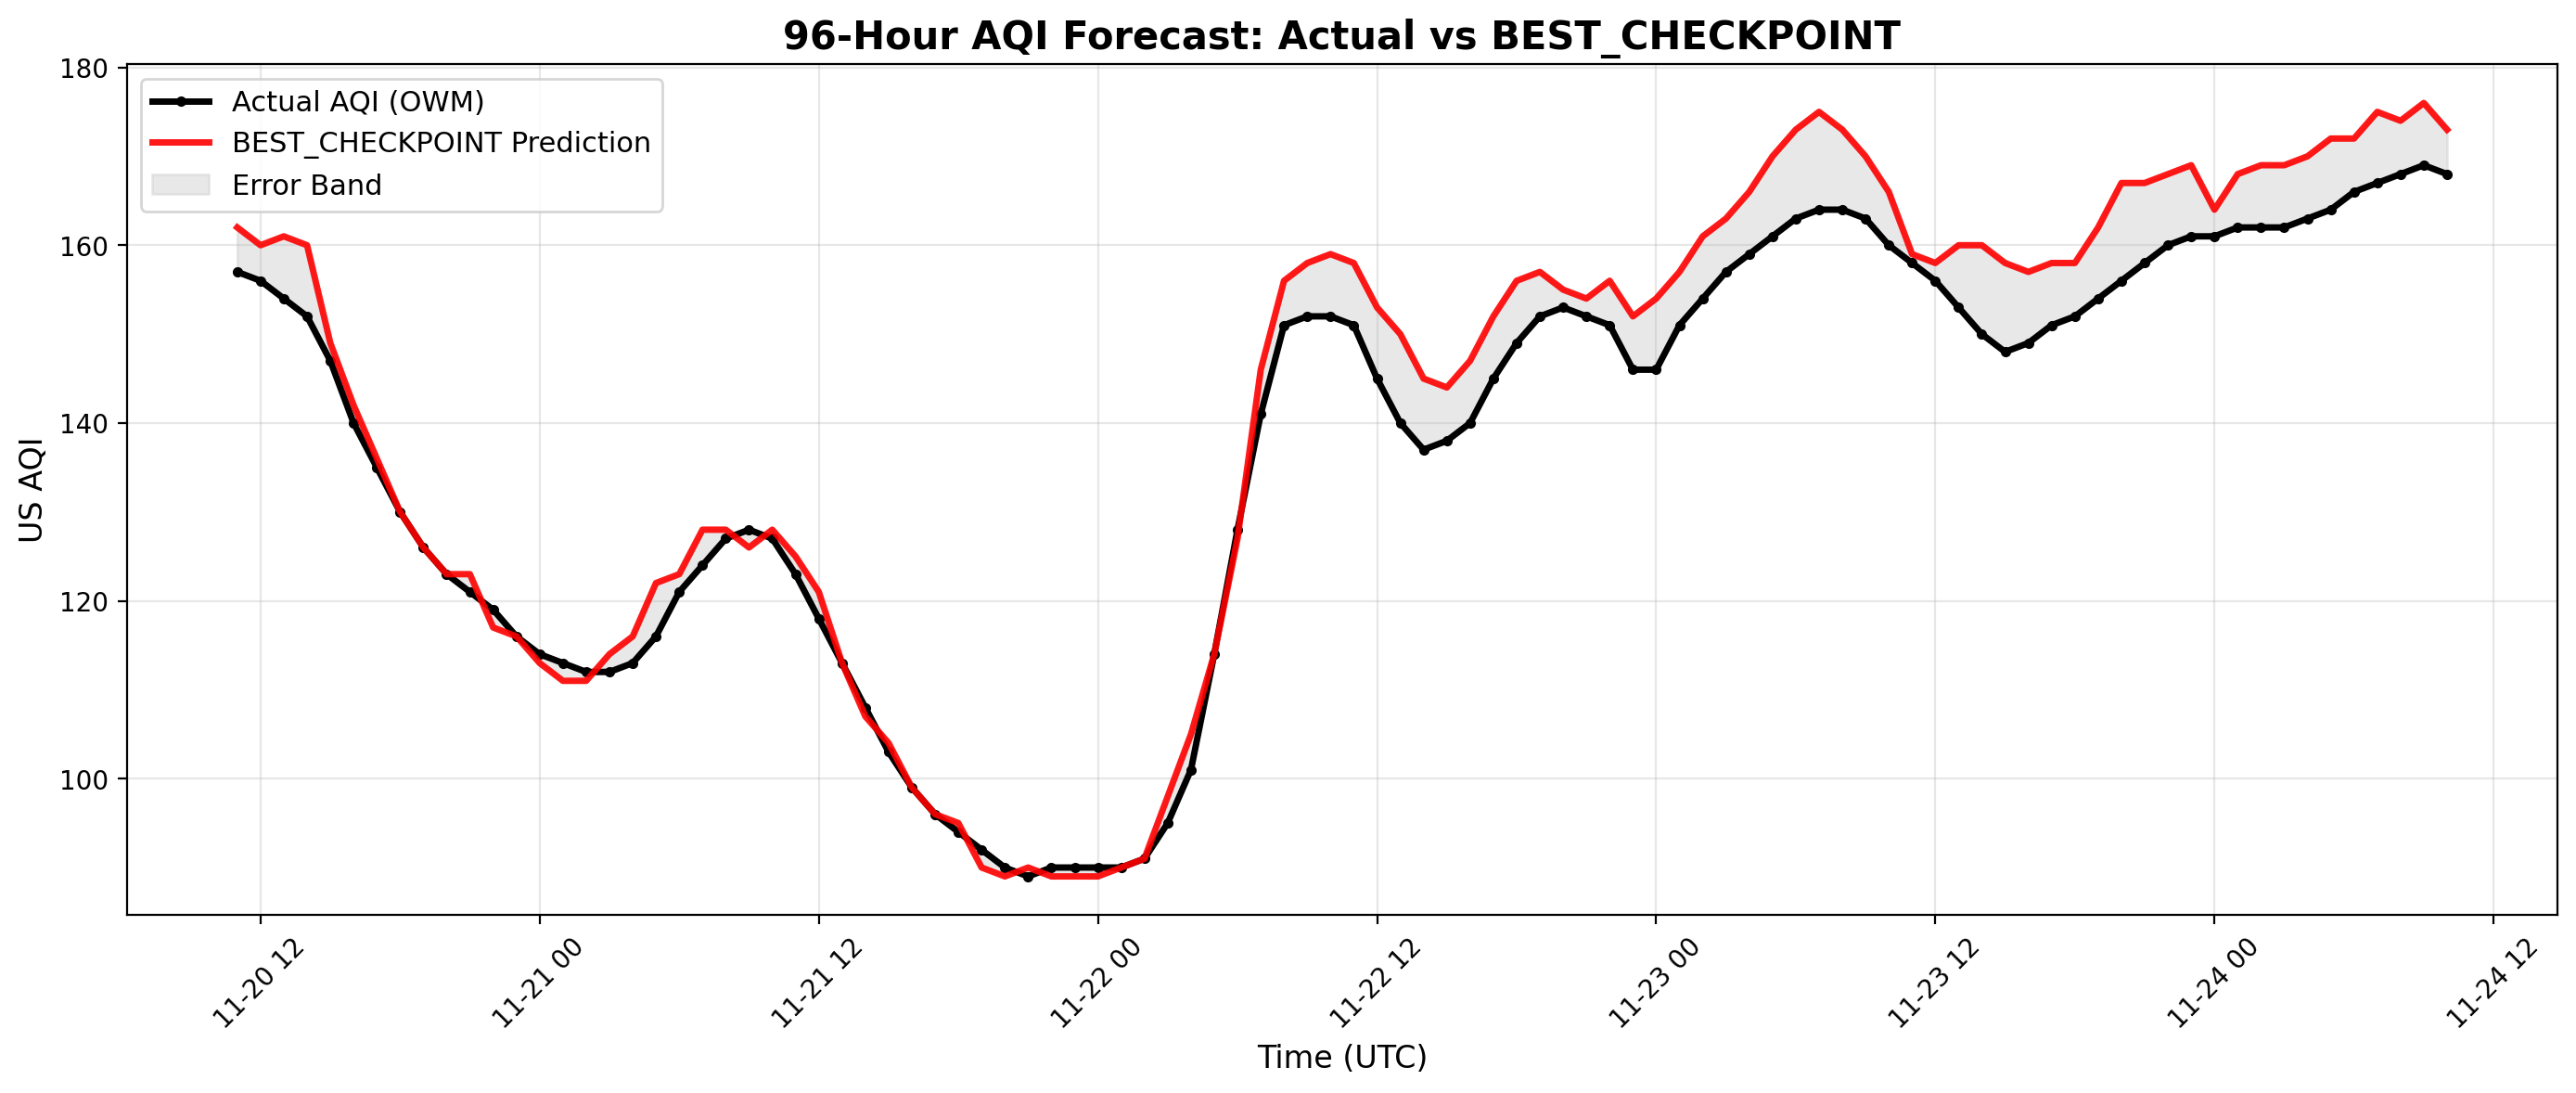 96-Hour AQI Forecast: Actual vs BEST_CHECKPOINT
Actual AQI (OWM)
BEST_CHECKPOINT Prediction
Error Band
US AQI
180
160
140
120
100
11-20 12
11-21 00
11-21 12
11-22 00
11-22 12
11-23 00
11-23 12
11-24 00
11-24 12
Time (UTC)